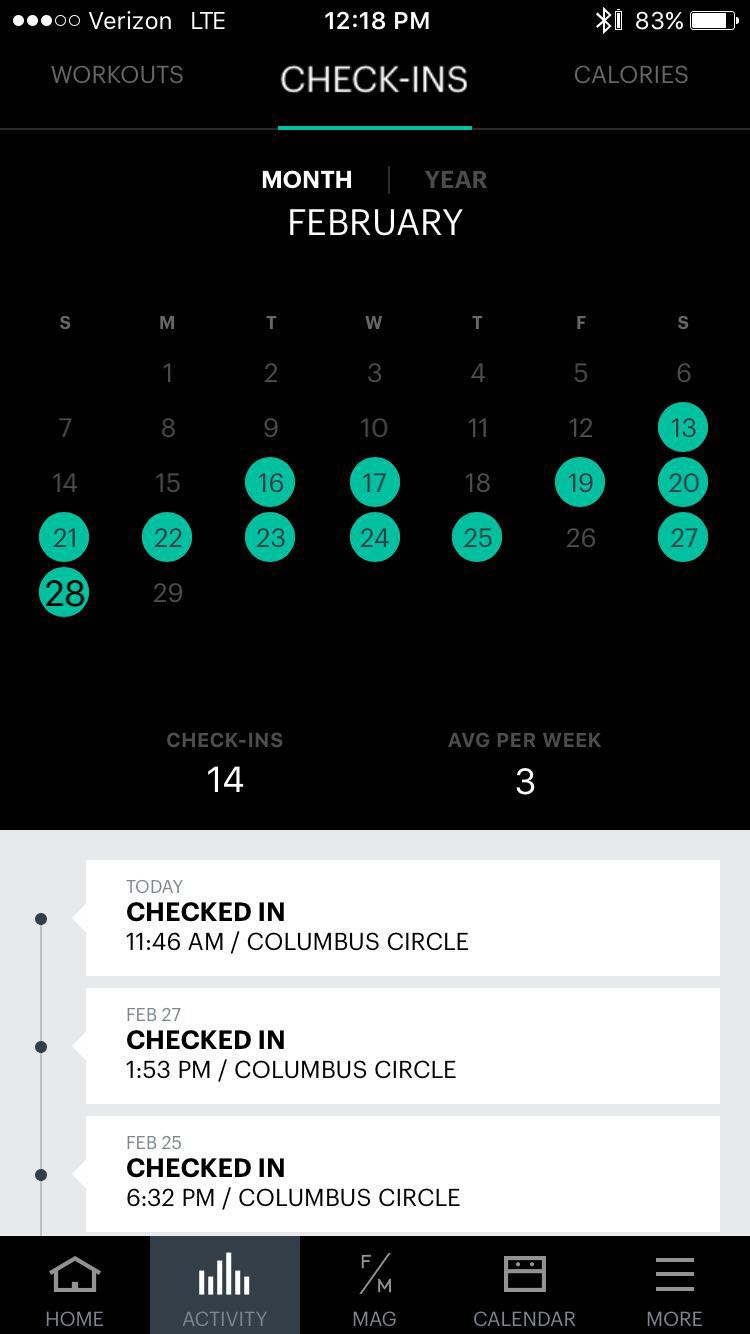 Verizon LTE 12:18 PM 83%
WORKOUTS CHECK-INS CALORIES
MONTH | YEAR
FEBRUARY
S M T W T F S
1 2 3 4 5 6
7 8 9 10 11 12 13
14 15 16 17 18 19 20
21 22 23 24 25 26 27
28 29
CHECK-INS AVG PER WEEK
14 3
TODAY
CHECKED IN
11:46 AM / COLUMBUS CIRCLE
FEB 27
CHECKED IN
1:53 PM / COLUMBUS CIRCLE
FEB 25
CHECKED IN
6:32 PM / COLUMBUS CIRCLE
F/M
HOME ACTIVITY MAG CALENDAR MORE